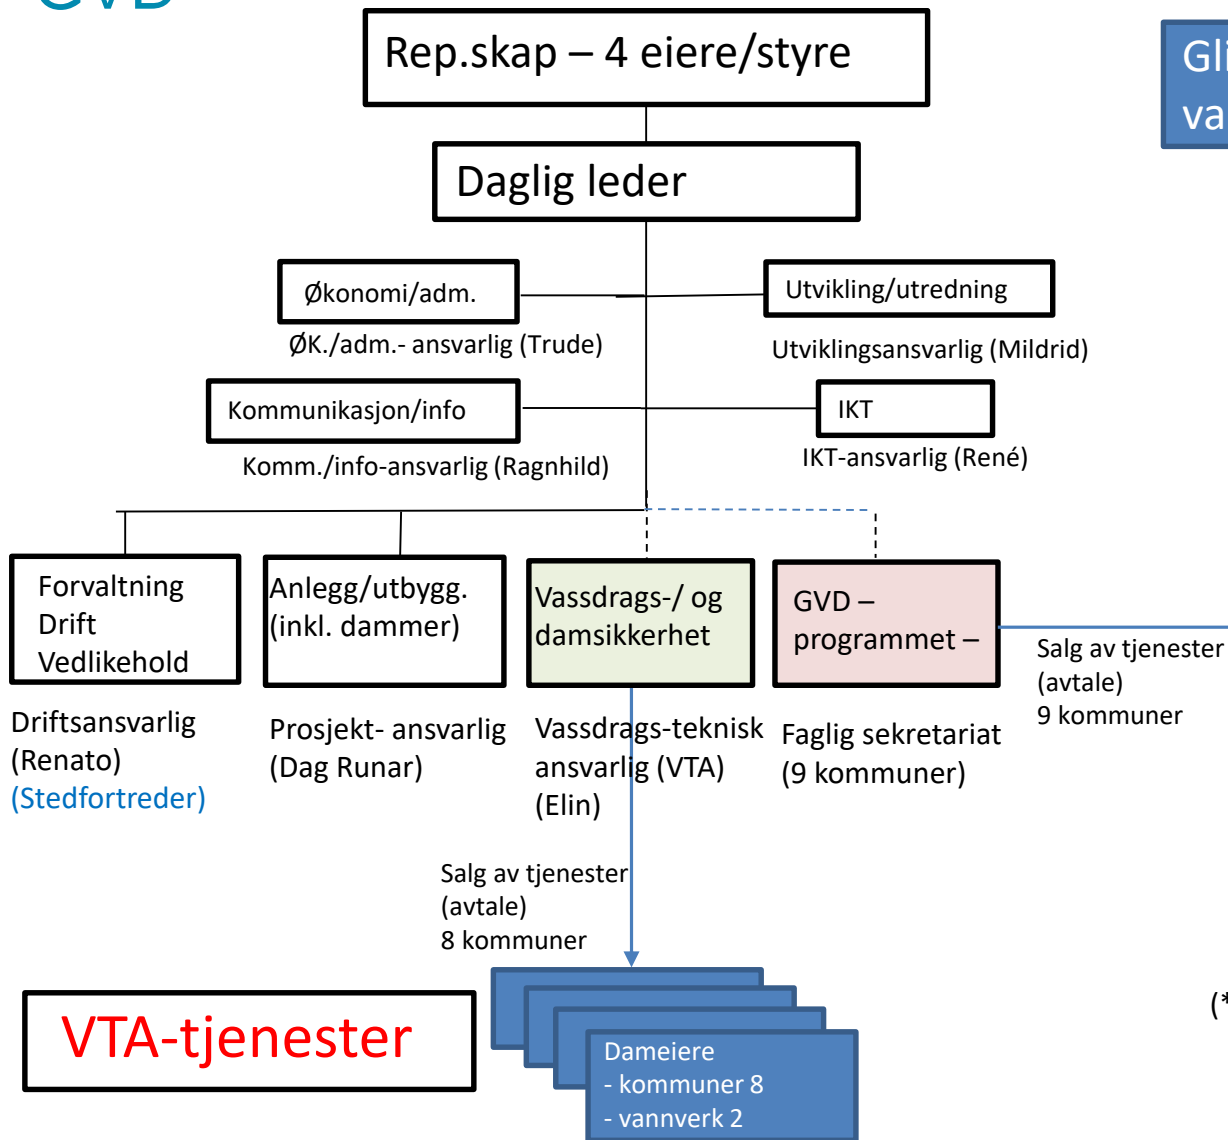 GVD
Rep.skap – 4 eiere/styre
Daglig leder
Økonomi/adm.
ØK./adm.- ansvarlig (Trude)
Utvikling/utredning
Utviklingsansvarlig (Mildrid)
Kommunikasjon/info
Komm./info-ansvarlig (Ragnhild)
IKT
IKT-ansvarlig (René)
Forvaltning
Drift
Vedlikehold
Driftsansvarlig
(Renato)
(Stedfortreder)
Anlegg/utbygg.
(inkl. dammer)
Prosjekt- ansvarlig
(Dag Runar)
Vassdrags-/ og
damsikkerhet
Vassdrags-teknisk
ansvarlig (VTA)
(Elin)
GVD –
programmet –
Faglig sekretariat
(9 kommuner)
Salg av tjenester
(avtale)
9 kommuner
Salg av tjenester
(avtale)
8 kommuner
VTA-tjenester
Dameiere
- kommuner 8
- vannverk 2
(*